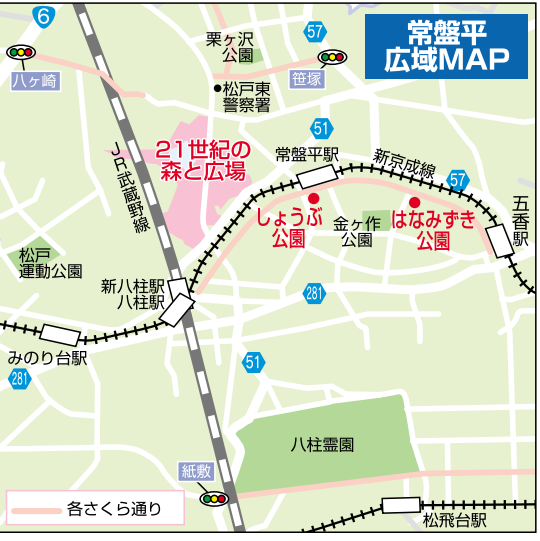 常盤平
広域MAP
6
八ヶ崎
栗ヶ沢
公園
57
笹塚
松戸東
警察署
51
JR武蔵野線
21世紀の
森と広場
常盤平駅
新京成線
57
五香駅
しょうぶ
公園
金ヶ作
公園
はなみずき
公園
松戸
運動公園
新八柱駅
八柱駅
281
みのり台駅
281
51
八柱霊園
紙敷
各さくら通り
松飛台駅